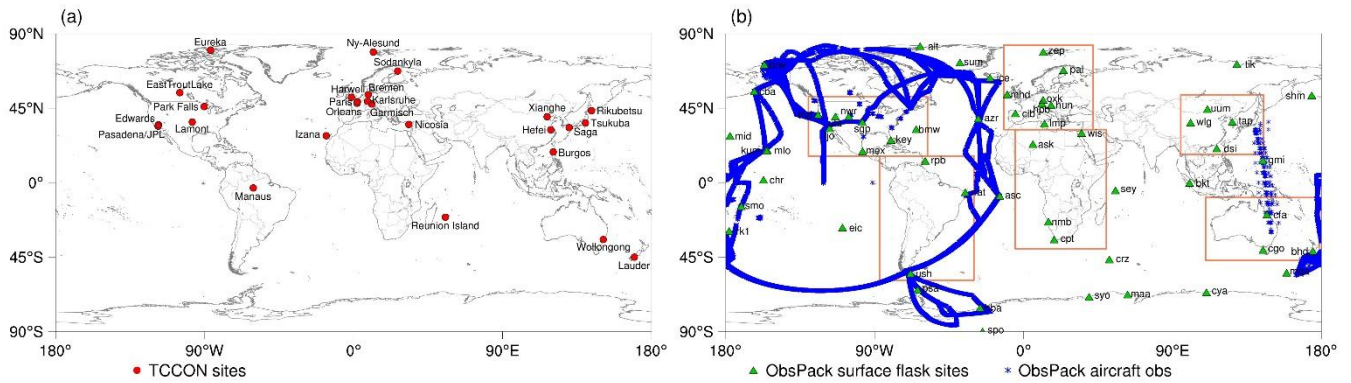 (a)
90°N
45°N
0°
45°S
90°S
180°
90°W
0°
90°E
180°
Eureka
Ny-Alesund
Sodankyla
EastTroutLake
Park Falls
Edwards
Pasadena/JPL
Lamont
Harwell
Bremen
Paris
Karlsruhe
Orleans
Garmisch
Izana
Nicosia
Xianghe
Rikubetsu
Tsukuba
Hefei
Saga
Burgos
Manaus
Reunion Island
Wollongong
Lauder
TCCON sites
(b)
90°N
45°N
0°
45°S
90°S
180°
90°W
0°
90°E
180°
alt
sum
ice
zep
pal
tik
cba
mhd
oxk
hun
hpb
shm
nwr
sgp
azr
cib
lmp
uum
wlg
tap
mid
key
bmw
wis
kum
mlo
mex
rpb
ask
dsi
gmi
chr
sey
bkt
smo
nat
asc
eic
nmb
cfa
cpt
cgo
bhd
crz
ush
psa
hba
syo
maa
cya
spo
ObsPack surface flask sites
ObsPack aircraft obs